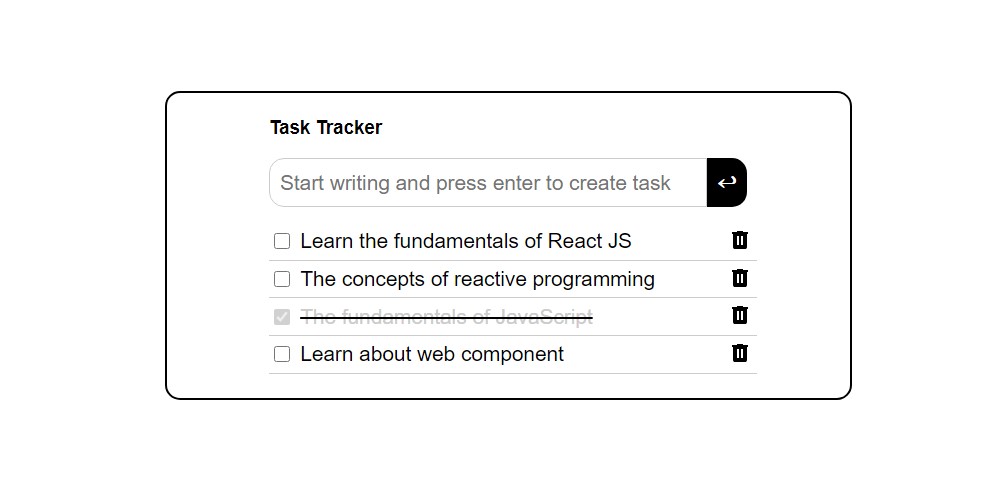 Task Tracker
Start writing and press enter to create task
Learn the fundamentals of React JS
The concepts of reactive programming
The fundamentals of JavaScript
Learn about web component